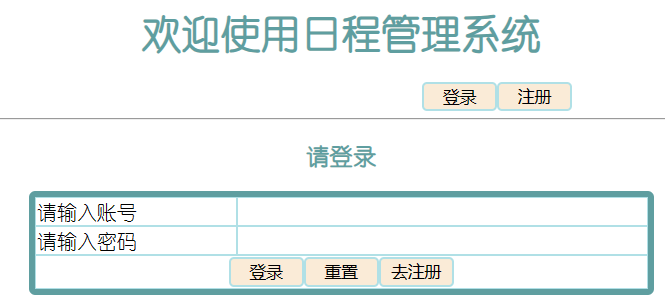 欢迎使用日程管理系统
登录 注册
请登录
请输入账号
请输入密码
登录 重置 去注册